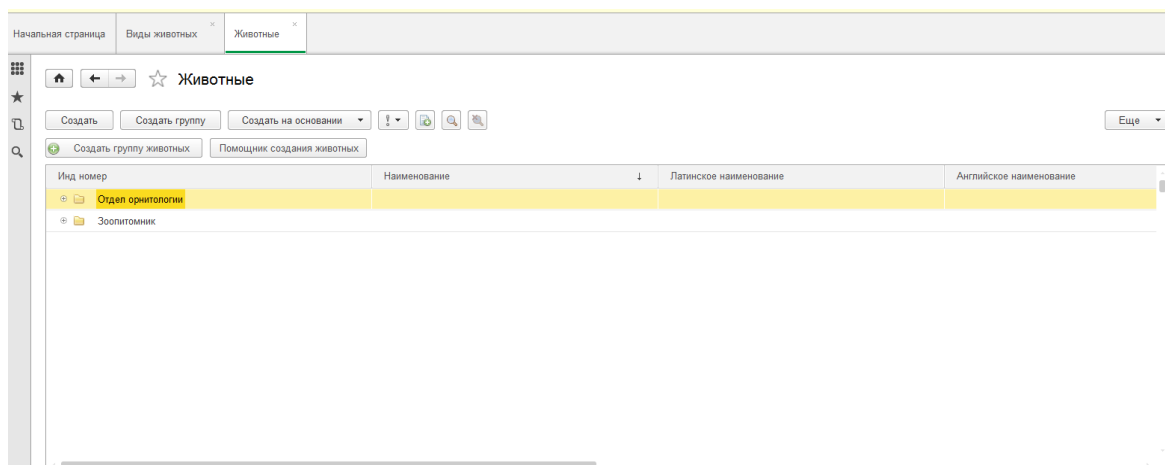 Начальная страница Виды животных Животные
Животные
Создать Создать группу Создать на основании Еще
Создать группу животных Помощник создания животных
Инд номер Наименование ↓ Латинское наименование Английское наименование
Отдел орнитологии
Зоопитомник